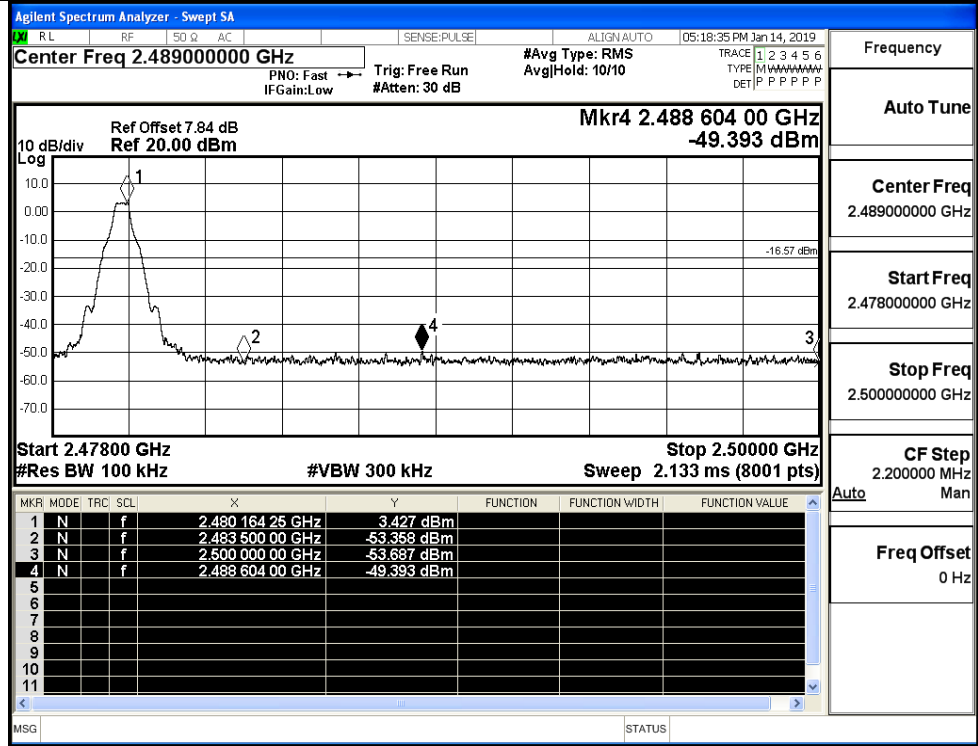 Agilent Spectrum Analyzer - Swept SA
LXI RL RF 50 Ω AC SENSE:PULSE ALIGN AUTO 05:18:35 PM Jan 14, 2019
Center Freq 2.489000000 GHz
PNO: Fast
IFGain:Low
Trig: Free Run
#Atten: 30 dB
#Avg Type: RMS
Avg|Hold: 10/10
TRACE 1 2 3 4 5 6
TYPE M WWWWW
DET P P P P P P
Mkr4 2.488 604 00 GHz
-49.393 dBm
Ref Offset 7.84 dB
10 dB/div Ref 20.00 dBm
Log
10.0
0.00
-10.0
-20.0
-30.0
-40.0
-50.0
-60.0
-70.0
1
2
4
3
-16.57 dBm
Start 2.47800 GHz Stop 2.50000 GHz
#Res BW 100 kHz #VBW 300 kHz Sweep 2.133 ms (8001 pts)
MKR MODE TRC SCL X Y FUNCTION FUNCTION WIDTH FUNCTION VALUE
1 N f 2.480 164 25 GHz 3.427 dBm
2 N f 2.483 500 00 GHz -53.358 dBm
3 N f 2.500 000 00 GHz -53.687 dBm
4 N f 2.488 604 00 GHz -49.393 dBm
5
6
7
8
9
10
11
MSG STATUS
Frequency
Auto Tune
Center Freq
2.489000000 GHz
Start Freq
2.478000000 GHz
Stop Freq
2.500000000 GHz
CF Step
2.200000 MHz
Auto Man
Freq Offset
0 Hz